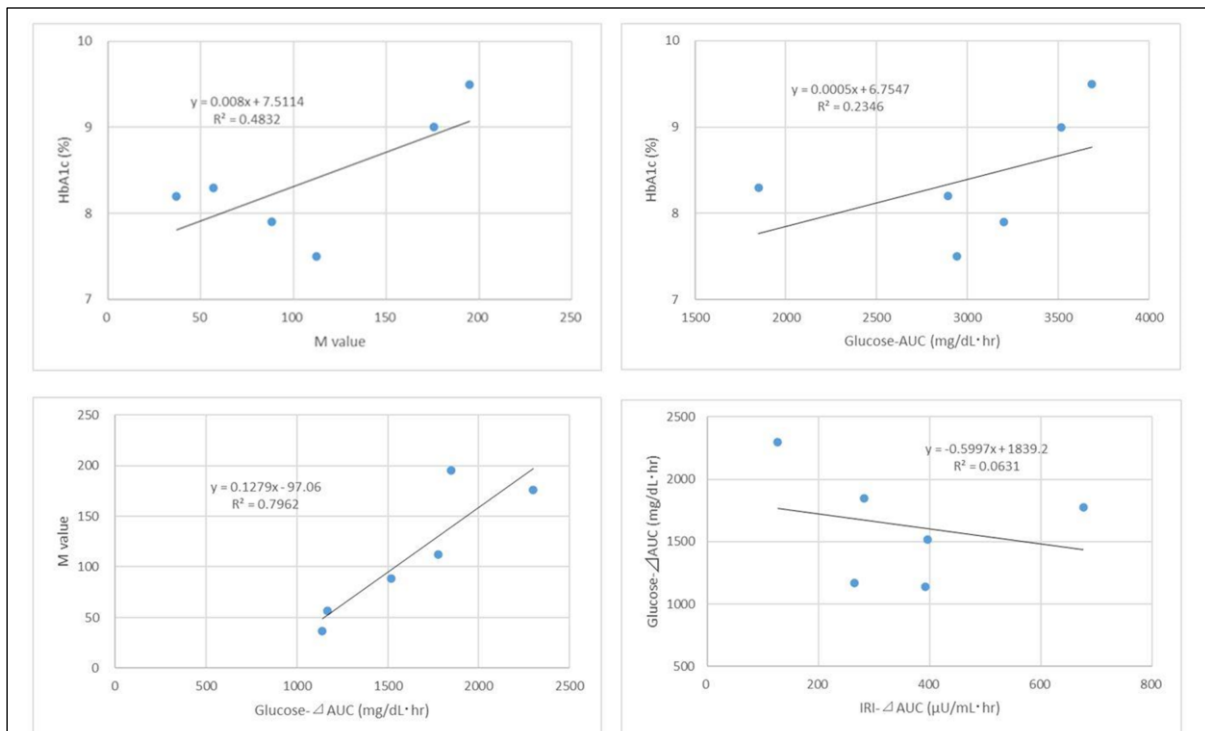 10
9
8
7
HbA1c (%)
y = 0.008x + 7.5114
R² = 0.4832
0 50 100 150 200 250
M value
10
9
8
7
HbA1c (%)
y = 0.0005x + 6.7547
R² = 0.2346
1500 2000 2500 3000 3500 4000
Glucose-AUC (mg/dL･hr)
250
200
150
100
50
0
M value
y = 0.1279x - 97.06
R² = 0.7962
0 500 1000 1500 2000 2500
Glucose-⊿AUC (mg/dL･hr)
2500
2000
1500
1000
500
Glucose-⊿AUC (mg/dL･hr)
y = -0.5997x + 1839.2
R² = 0.0631
0 200 400 600 800
IRI-⊿AUC (μU/mL･hr)